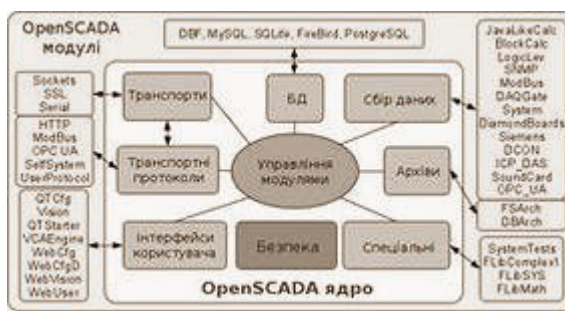 OpenSCADA
модулі
DBF, MySQL, SQLite, FireBird, PostgreSQL
Sockets
SSL
Serial
HTTP
ModBus
OPC UA
SelfSystem
UserProtocol
QTCfg
Vision
QTStarter
VCAEngine
WebCfg
WebCfgD
WebVision
WebUser
Транспорти
БД
Збір даних
Транспортні
протоколи
Управління
модулями
Архіви
Інтерфейси
користувача
Безпека
Спеціальні
OpenSCADA ядро
JavaLikeCalc
BlockCalc
LogicLev
SNMP
ModBus
DAQGate
System
DiamondBoards
Siemens
DCON
ICP_DAS
SoundCard
OPC_UA
FSArch
DBArch
SystemTests
FLibComplex1
FLibSYS
FLibMath